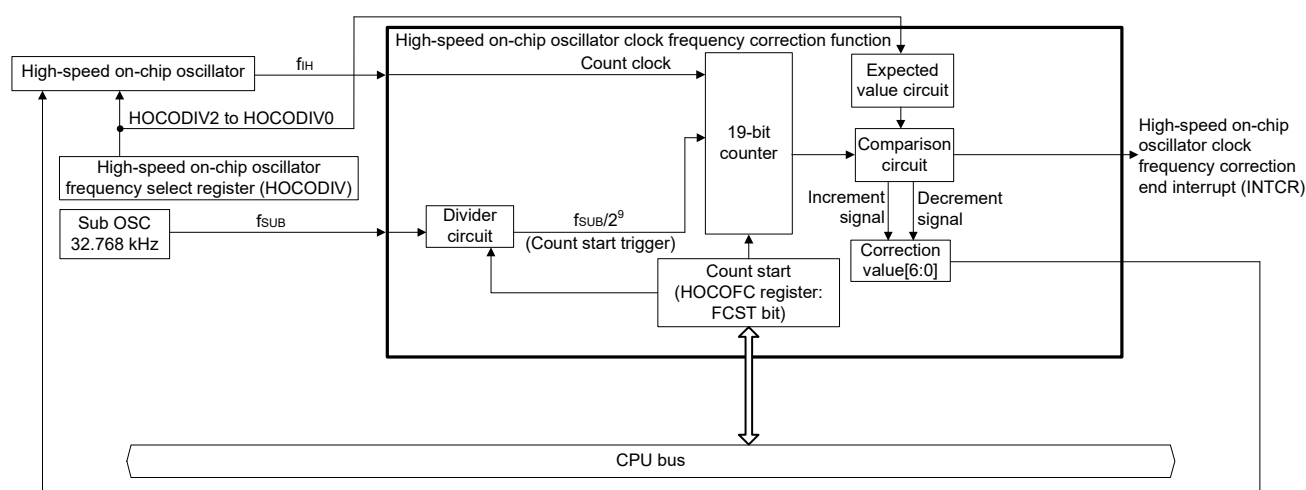 High-speed on-chip oscillator clock frequency correction function
High-speed on-chip oscillator
fIH
Count clock
Expected
value circuit
HOCODIV2 to HOCODIV0
19-bit
counter
Comparison
circuit
High-speed on-chip
oscillator clock
frequency correction
end interrupt (INTCR)
High-speed on-chip oscillator
frequency select register (HOCODIV)
Increment
signal
Decrement
signal
Sub OSC
32.768 kHz
fSUB
Divider
circuit
fSUB/2⁹
(Count start trigger)
Correction
value[6:0]
Count start
(HOCOFC register:
FCST bit)
CPU bus